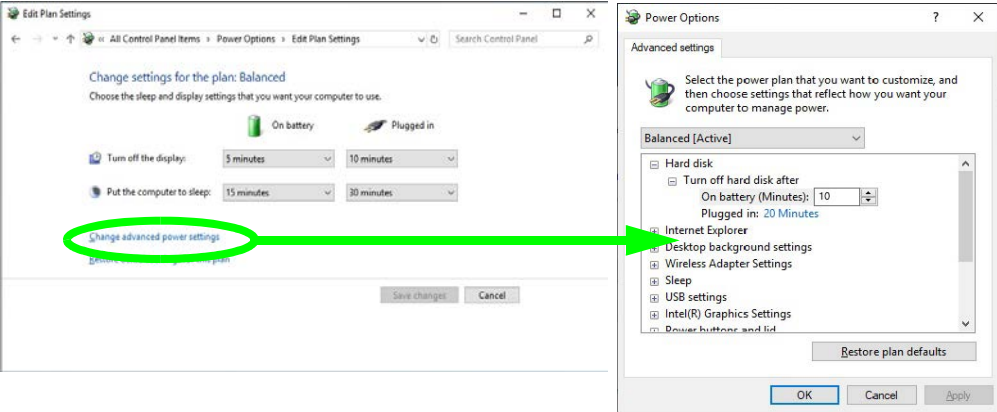 Edit Plan Settings
« All Control Panel Items › Power Options › Edit Plan Settings
Search Control Panel
Change settings for the plan: Balanced
Choose the sleep and display settings that you want your computer to use.
On battery Plugged in
Turn off the display: 5 minutes 10 minutes
Put the computer to sleep: 15 minutes 30 minutes
Change advanced power settings
plan
Save changes Cancel
Power Options
Advanced settings
Select the power plan that you want to customize, and
then choose settings that reflect how you want your
computer to manage power.
Balanced [Active]
Hard disk
Turn off hard disk after
On battery (Minutes): 10
Plugged in: 20 Minutes
Internet Explorer
Desktop background settings
Wireless Adapter Settings
Sleep
USB settings
Intel(R) Graphics Settings
Power buttons and lid
Restore plan defaults
OK Cancel Apply